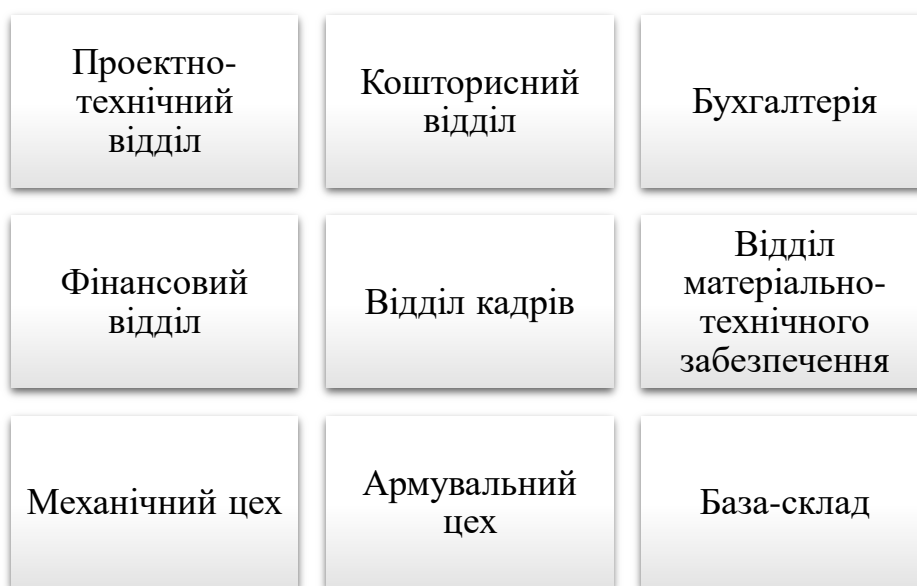 Проектно-
технічний
відділ
Кошторисний
відділ
Бухгалтерія
Фінансовий
відділ
Відділ кадрів
Відділ
матеріально-
технічного
забезпечення
Механічний цех
Армувальний
цех
База-склад